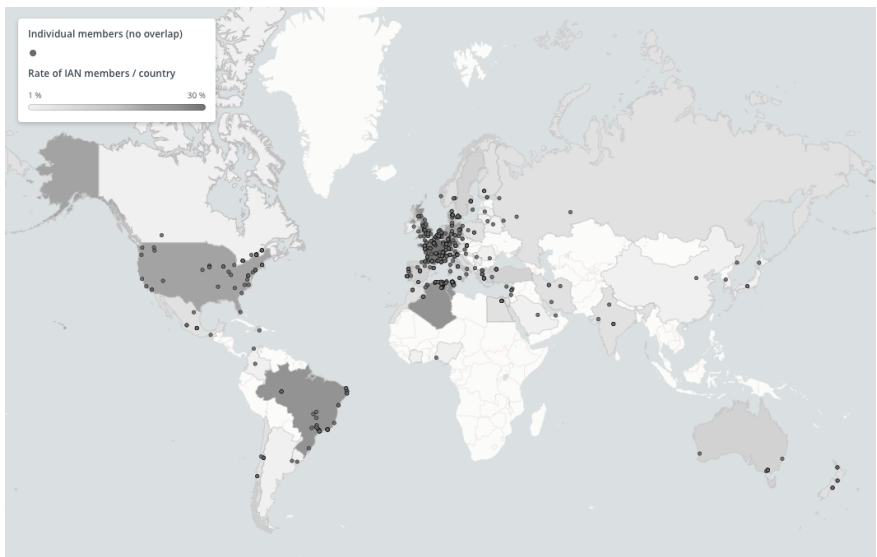 Individual members (no overlap)
Rate of IAN members / country
1 % 30 %